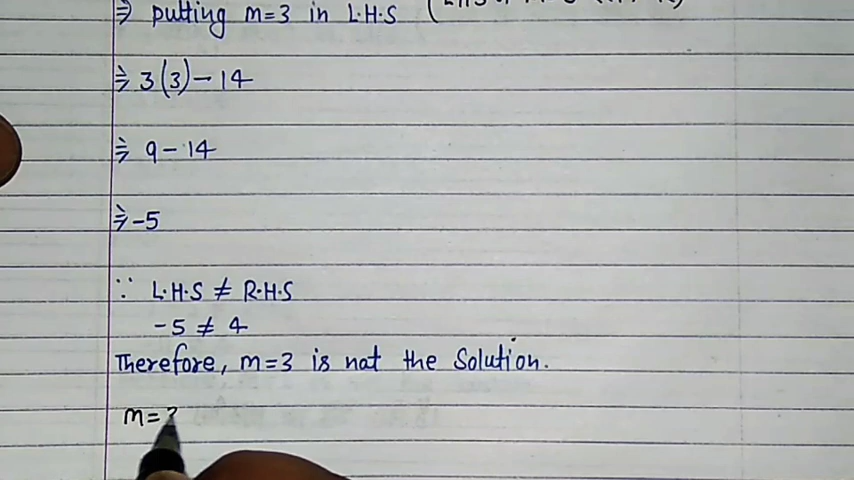 ⇒ putting m=3 in L.H.S (
⇒ 3(3)-14
⇒ 9-14
⇒ -5
∵ L.H.S ≠ R.H.S
-5 ≠ 4
Therefore, m=3 is not the Solution.
m=